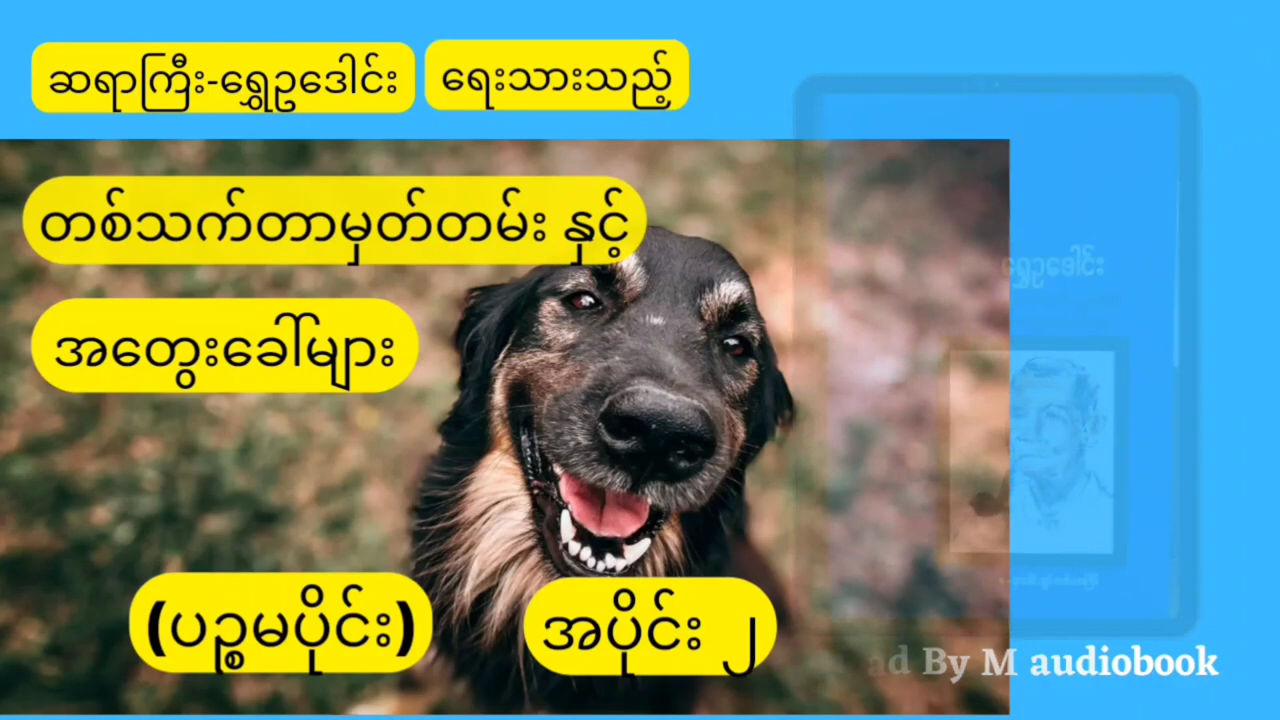 ဆရာကြီး-ရွှေဥဒေါင်း ရေးသားသည့်
တစ်သက်တာမှတ်တမ်း နှင့်
အတွေးခေါ်များ
ရွှေဥဒေါင်း
(ပဉ္စမပိုင်း) အပိုင်း ၂
ad By M audiobook